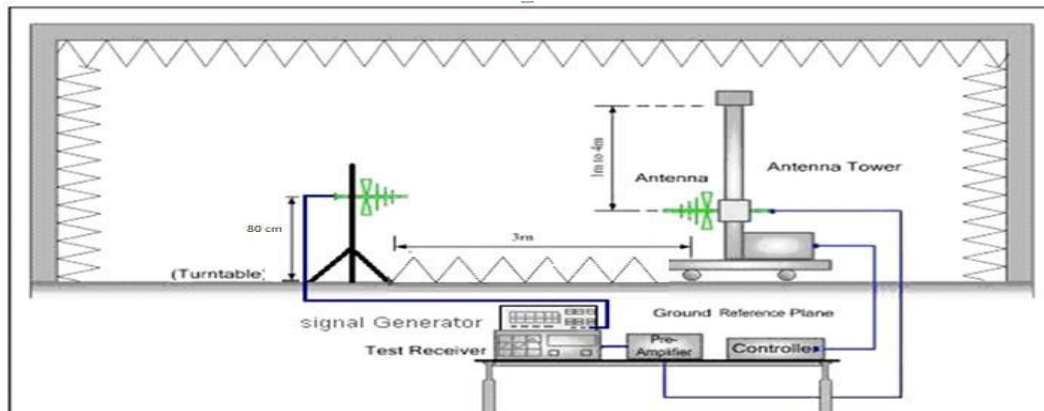 1m to 4m
Antenna Tower
Antenna
80 cm
3m
(Turntable)
signal Generator
Ground Reference Plane
Test Receiver
Pre-
Amplifier
Controller